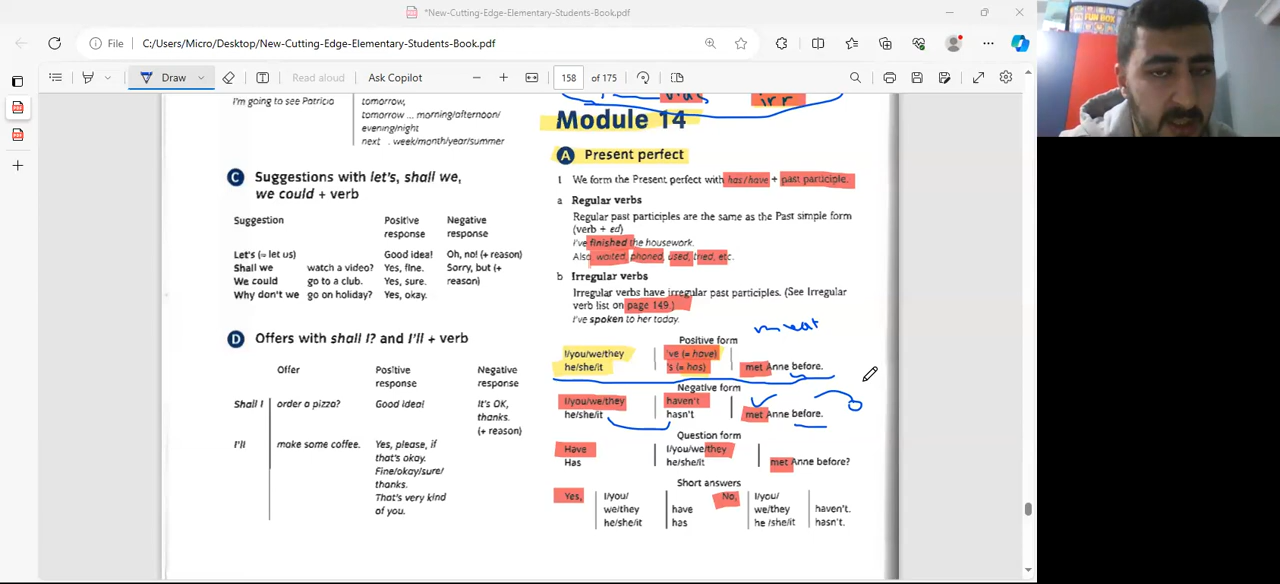 *New-Cutting-Edge-Elementary-Students-Book.pdf
File
C:/Users/Micro/Desktop/New-Cutting-Edge-Elementary-Students-Book.pdf
FUN BOX
Draw
Read aloud
Ask Copilot
158
of 175
I'm going to see Patricia
tomorrow,
tomorrow ... morning/afternoon/
evening/night
next . week/month/year/summer
C Suggestions with let's, shall we,
we could + verb
Suggestion
Positive
response
Negative
response
Let's (= let us)
Good idea!
Oh, no! (+ reason)
Shall we
watch a video?
Yes, fine.
Sorry, but (+
We could
go to a club.
Yes, sure.
reason)
Why don't we
go on holiday?
Yes, okay.
D Offers with shall I? and I'll + verb
Offer
Positive
response
Negative
response
Shall I
order a pizza?
Good idea!
It's OK,
thanks.
(+ reason)
I'll
make some coffee.
Yes, please, if
that's okay.
Fine/okay/sure/
thanks.
That's very kind
of you.
irr
Module 14
A Present perfect
1 We form the Present perfect with has/have + past participle.
a Regular verbs
Regular past participles are the same as the Past simple form
(verb + ed)
I've finished the housework.
Also waited, phoned, used, tried, etc.
b Irregular verbs
Irregular verbs have irregular past participles. (See Irregular
verb list on page 149.)
I've spoken to her today.
Positive form
I/you/we/they
've (= have)
he/she/it
's (= has)
met Anne before.
Negative form
I/you/we/they
haven't
he/she/it
hasn't
met Anne before.
Question form
Have
I/you/we/they
Has
he/she/it
met Anne before?
Short answers
Yes,
I/you/
we/they
he/she/it
have
has
No,
I/you/
we/they
he/she/it
haven't.
hasn't.